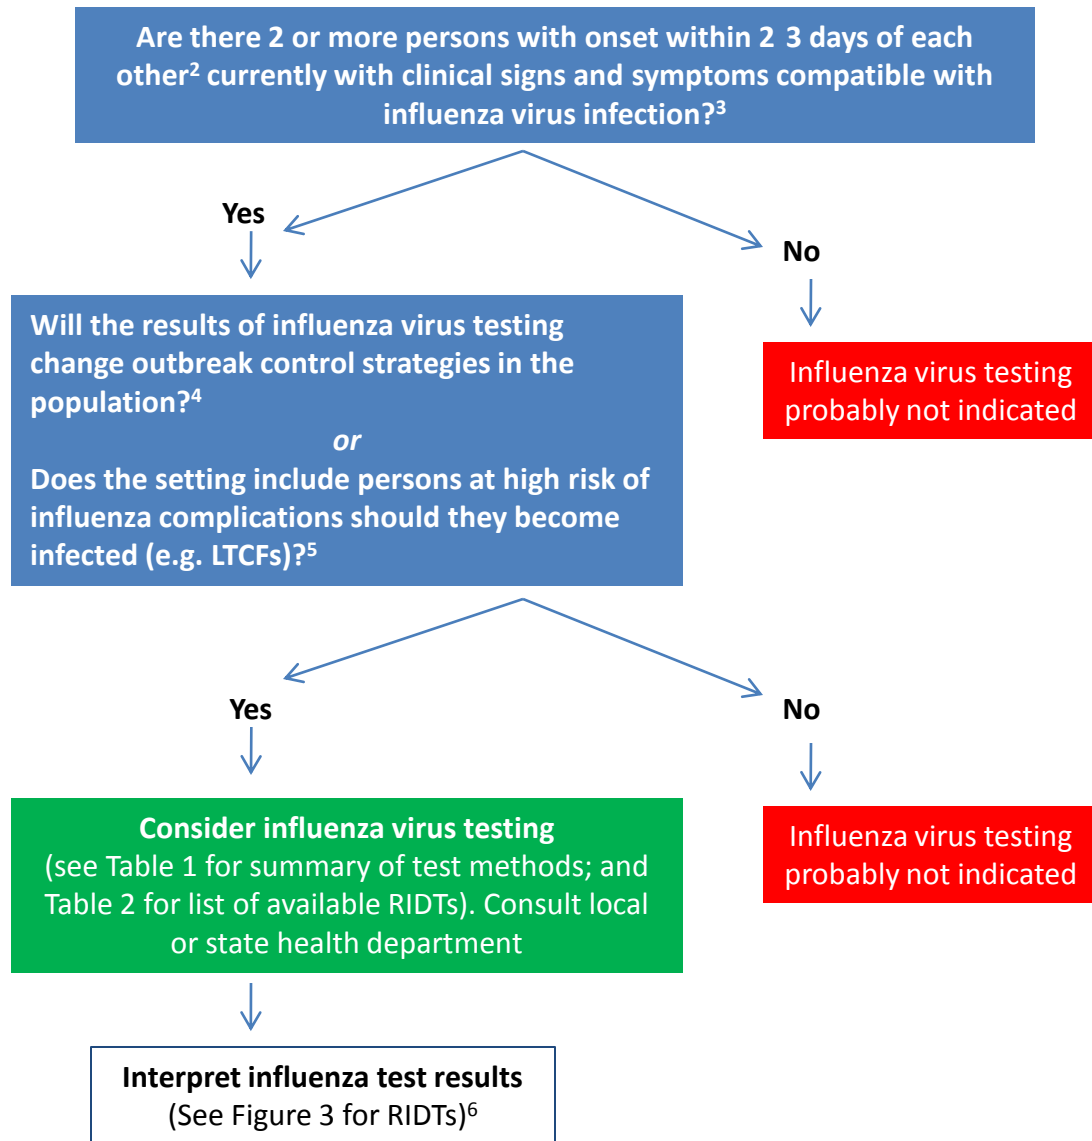 Are there 2 or more persons with onset within 2 3 days of each
other² currently with clinical signs and symptoms compatible with
influenza virus infection?³
Yes
No
Will the results of influenza virus testing
change outbreak control strategies in the
population?⁴
or
Does the setting include persons at high risk of
influenza complications should they become
infected (e.g. LTCFs)?⁵
Influenza virus testing
probably not indicated
Yes
No
Consider influenza virus testing
(see Table 1 for summary of test methods; and
Table 2 for list of available RIDTs). Consult local
or state health department
Influenza virus testing
probably not indicated
Interpret influenza test results
(See Figure 3 for RIDTs)⁶